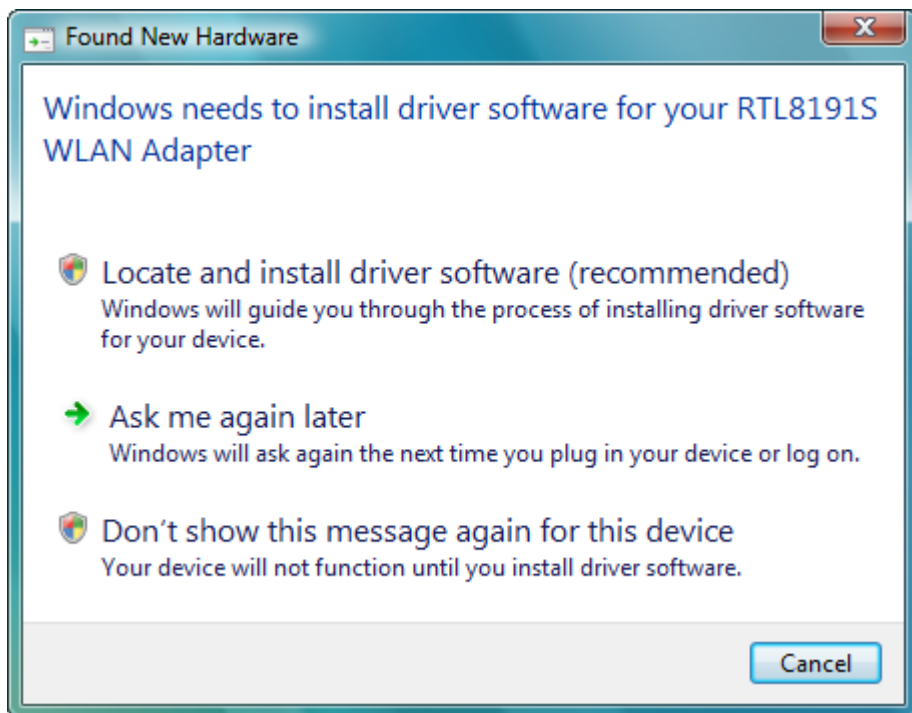 Found New Hardware
Windows needs to install driver software for your RTL8191S
WLAN Adapter
Locate and install driver software (recommended)
Windows will guide you through the process of installing driver software
for your device.
Ask me again later
Windows will ask again the next time you plug in your device or log on.
Don't show this message again for this device
Your device will not function until you install driver software.
Cancel